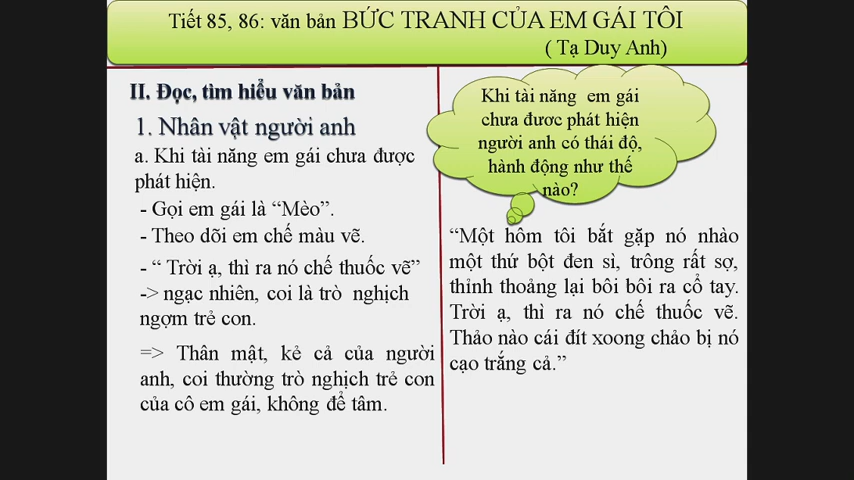 Tiết 85, 86: văn bản BỨC TRANH CỦA EM GÁI TÔI
( Tạ Duy Anh)
II. Đọc, tìm hiểu văn bản
1. Nhân vật người anh
a. Khi tài năng em gái chưa được
phát hiện.
- Gọi em gái là “Mèo”.
- Theo dõi em chế màu vẽ.
- “ Trời ạ, thì ra nó chế thuốc vẽ”
-> ngạc nhiên, coi là trò nghịch
ngợm trẻ con.
=> Thân mật, kẻ cả của người
anh, coi thường trò nghịch trẻ con
của cô em gái, không để tâm.
Khi tài năng em gái
chưa đươc phát hiện
người anh có thái độ,
hành động như thế
nào?
“Một hôm tôi bắt gặp nó nhào
một thứ bột đen sì, trông rất sợ,
thỉnh thoảng lại bôi bôi ra cổ tay.
Trời ạ, thì ra nó chế thuốc vẽ.
Thảo nào cái đít xoong chảo bị nó
cạo trắng cả.”